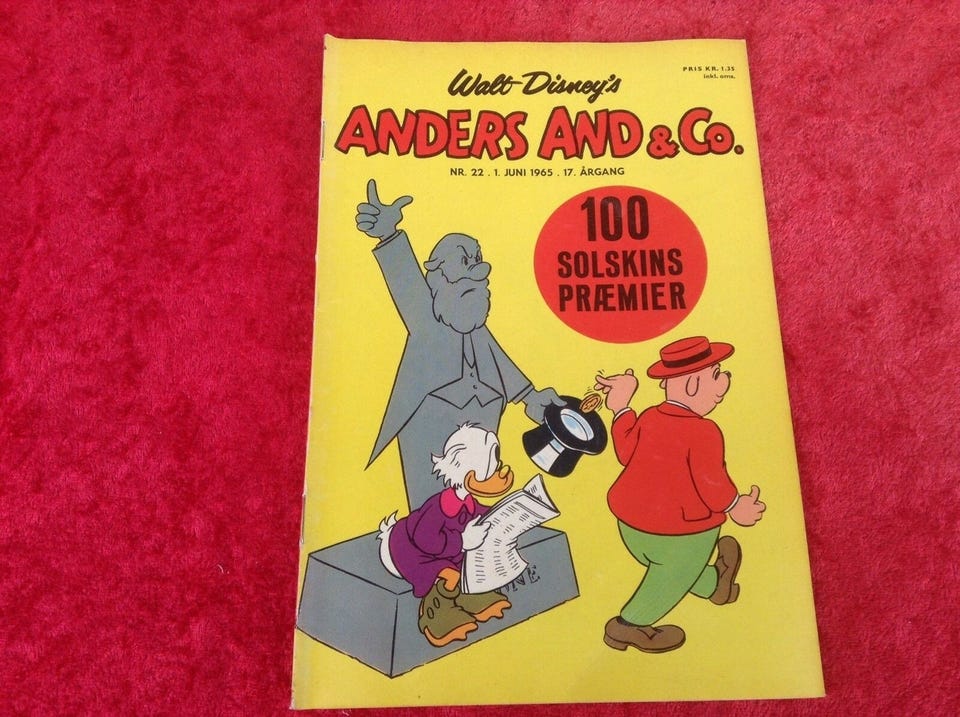 Walt Disney's
PRIS KR. 1.35
inkl. oms.
ANDERS AND & Co.
NR. 22 . 1. JUNI 1965 . 17. ÅRGANG
100
SOLSKINS
PRÆMIER